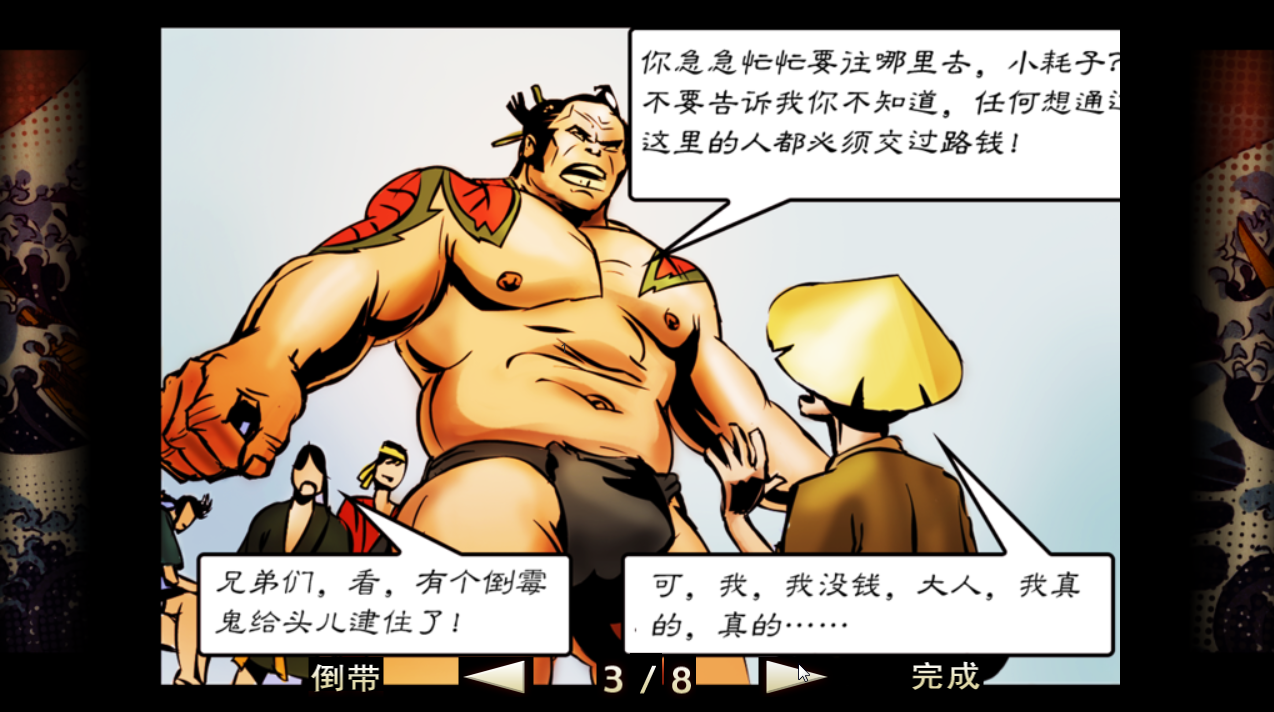 你急急忙忙要往哪里去，小耗子?
不要告诉我你不知道，任何想通过
这里的人都必须交过路钱！
兄弟们，看，有个倒霉
鬼给头儿逮住了！
可，我，我没钱，大人，我真
的，真的……
倒带
3 / 8
完成